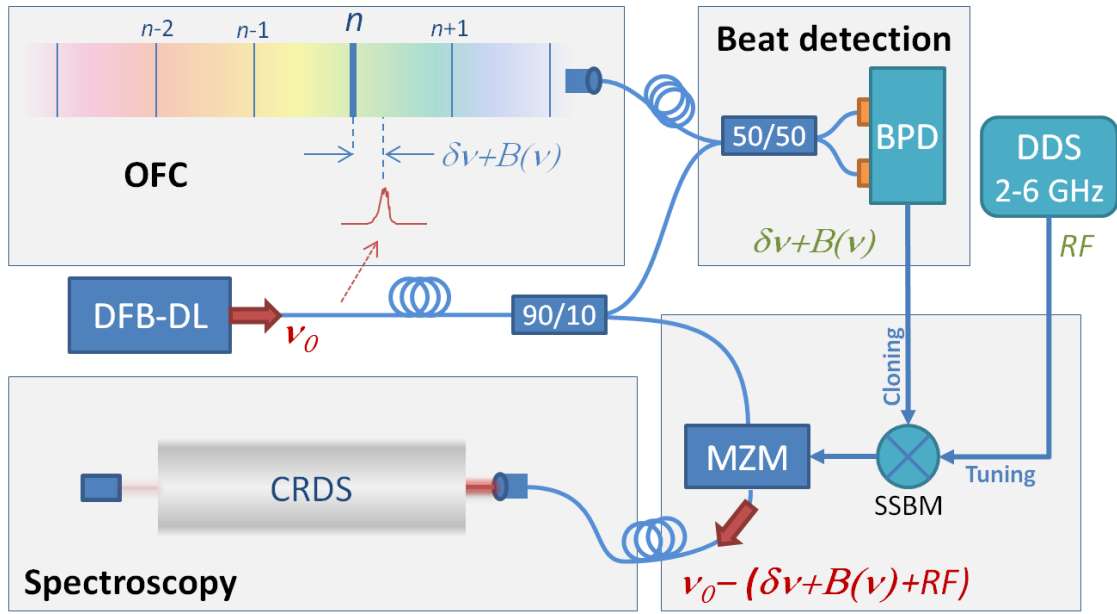 n-2
n-1
n
n+1
OFC
δν+B(ν)
Beat detection
50/50
BPD
δν+B(ν)
DDS
2-6 GHz
RF
DFB-DL
ν0
90/10
Cloning
MZM
SSBM
Tuning
ν0-(δν+B(ν)+RF)
CRDS
Spectroscopy